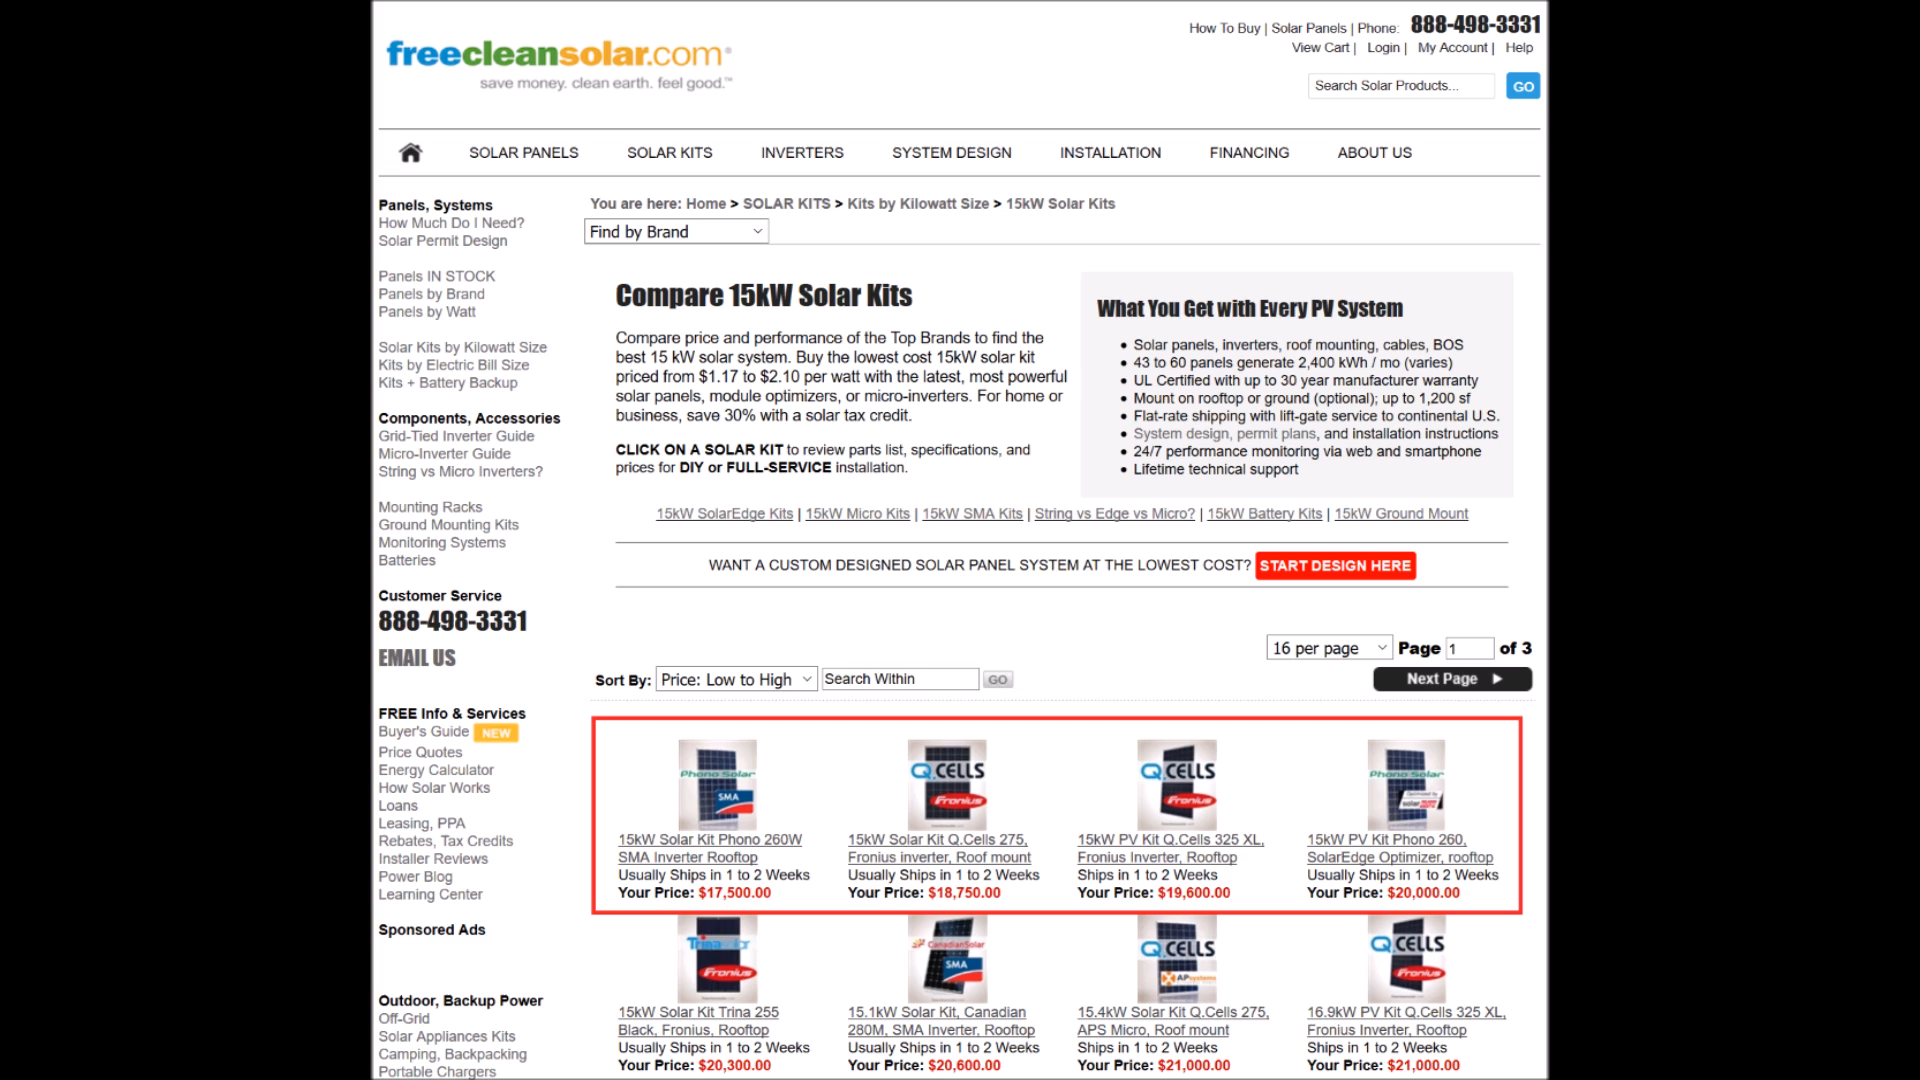 freecleansolar.com
save money. clean earth. feel good.™
How To Buy | Solar Panels | Phone: 888-498-3331
View Cart | Login | My Account | Help
Search Solar Products... GO
SOLAR PANELS SOLAR KITS INVERTERS SYSTEM DESIGN INSTALLATION FINANCING ABOUT US
Panels, Systems
How Much Do I Need?
Solar Permit Design
Panels IN STOCK
Panels by Brand
Panels by Watt
Solar Kits by Kilowatt Size
Kits by Electric Bill Size
Kits + Battery Backup
Components, Accessories
Grid-Tied Inverter Guide
Micro-Inverter Guide
String vs Micro Inverters?
Mounting Racks
Ground Mounting Kits
Monitoring Systems
Batteries
Customer Service
888-498-3331
EMAIL US
FREE Info & Services
Buyer's Guide NEW
Price Quotes
Energy Calculator
How Solar Works
Loans
Leasing, PPA
Rebates, Tax Credits
Installer Reviews
Power Blog
Learning Center
Sponsored Ads
Outdoor, Backup Power
Off-Grid
Solar Appliances Kits
Camping, Backpacking
Portable Chargers
You are here: Home > SOLAR KITS > Kits by Kilowatt Size > 15kW Solar Kits
Find by Brand
Compare 15kW Solar Kits
Compare price and performance of the Top Brands to find the
best 15 kW solar system. Buy the lowest cost 15kW solar kit
priced from $1.17 to $2.10 per watt with the latest, most powerful
solar panels, module optimizers, or micro-inverters. For home or
business, save 30% with a solar tax credit.
CLICK ON A SOLAR KIT to review parts list, specifications, and
prices for DIY or FULL-SERVICE installation.
What You Get with Every PV System
• Solar panels, inverters, roof mounting, cables, BOS
• 43 to 60 panels generate 2,400 kWh / mo (varies)
• UL Certified with up to 30 year manufacturer warranty
• Mount on rooftop or ground (optional); up to 1,200 sf
• Flat-rate shipping with lift-gate service to continental U.S.
• System design, permit plans, and installation instructions
• 24/7 performance monitoring via web and smartphone
• Lifetime technical support
15kW SolarEdge Kits | 15kW Micro Kits | 15kW SMA Kits | String vs Edge vs Micro? | 15kW Battery Kits | 15kW Ground Mount
WANT A CUSTOM DESIGNED SOLAR PANEL SYSTEM AT THE LOWEST COST? START DESIGN HERE
16 per page Page 1 of 3
Sort By: Price: Low to High Search Within GO
Next Page
Phono Solar
SMA
15kW Solar Kit Phono 260W
SMA Inverter Rooftop
Usually Ships in 1 to 2 Weeks
Your Price: $17,500.00
Q.CELLS
Fronius
15kW Solar Kit Q.Cells 275,
Fronius inverter, Roof mount
Usually Ships in 1 to 2 Weeks
Your Price: $18,750.00
Q.CELLS
Fronius
15kW PV Kit Q.Cells 325 XL,
Fronius Inverter, Rooftop
Ships in 1 to 2 Weeks
Your Price: $19,600.00
Phono Solar
15kW PV Kit Phono 260,
SolarEdge Optimizer, rooftop
Usually Ships in 1 to 2 Weeks
Your Price: $20,000.00
Trinasolar
Fronius
15kW Solar Kit Trina 255
Black, Fronius, Rooftop
Usually Ships in 1 to 2 Weeks
Your Price: $20,300.00
CanadianSolar
SMA
15.1kW Solar Kit, Canadian
280M, SMA Inverter, Rooftop
Usually Ships in 1 to 2 Weeks
Your Price: $20,600.00
Q.CELLS
APsystems
15.4kW Solar Kit Q.Cells 275,
APS Micro, Roof mount
Ships in 1 to 2 Weeks
Your Price: $21,000.00
Q.CELLS
Fronius
16.9kW PV Kit Q.Cells 325 XL,
Fronius Inverter, Rooftop
Ships in 1 to 2 Weeks
Your Price: $21,000.00